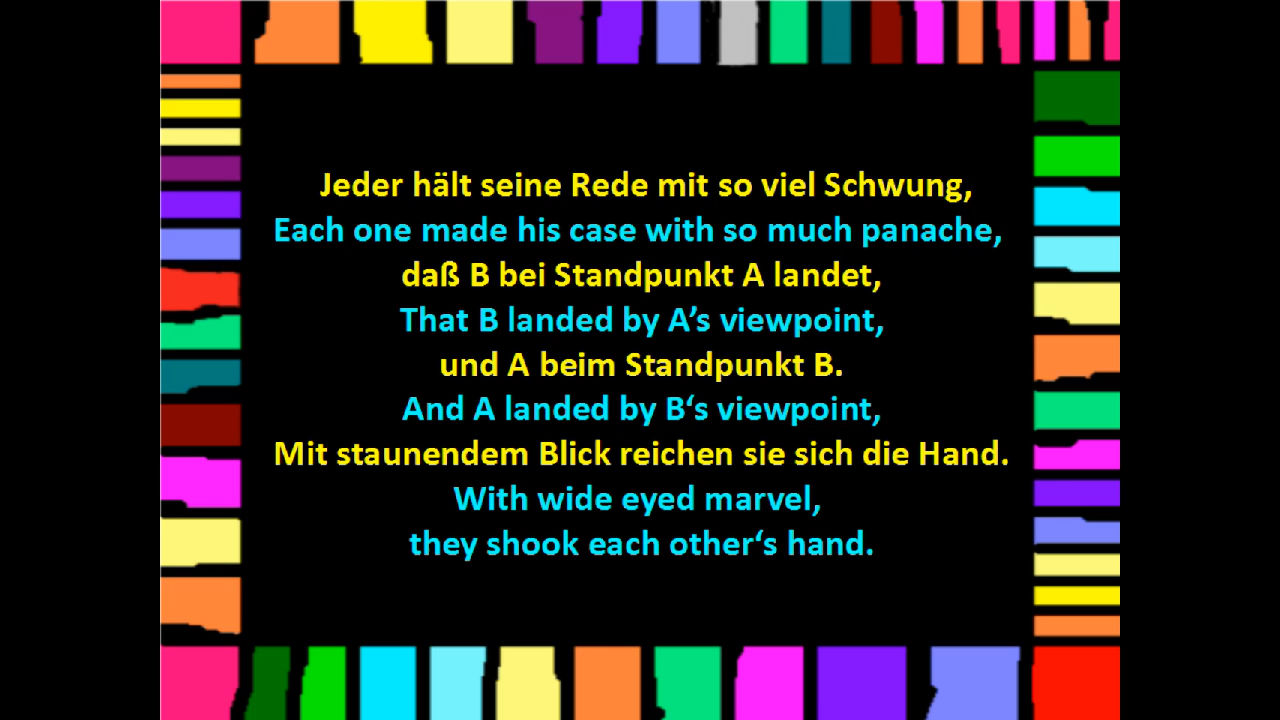 Jeder hält seine Rede mit so viel Schwung,
Each one made his case with so much panache,
daß B bei Standpunkt A landet,
That B landed by A’s viewpoint,
und A beim Standpunkt B.
And A landed by B‘s viewpoint,
Mit staunendem Blick reichen sie sich die Hand.
With wide eyed marvel,
they shook each other‘s hand.